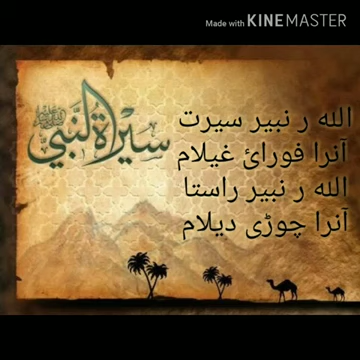 Made with KINEMASTER
سيراة النبي
ﷺ
الله ر نبیر سیرت
آنرا فورائ غیلام
الله ر نبیر راستا
آنرا چوڑی دیلام